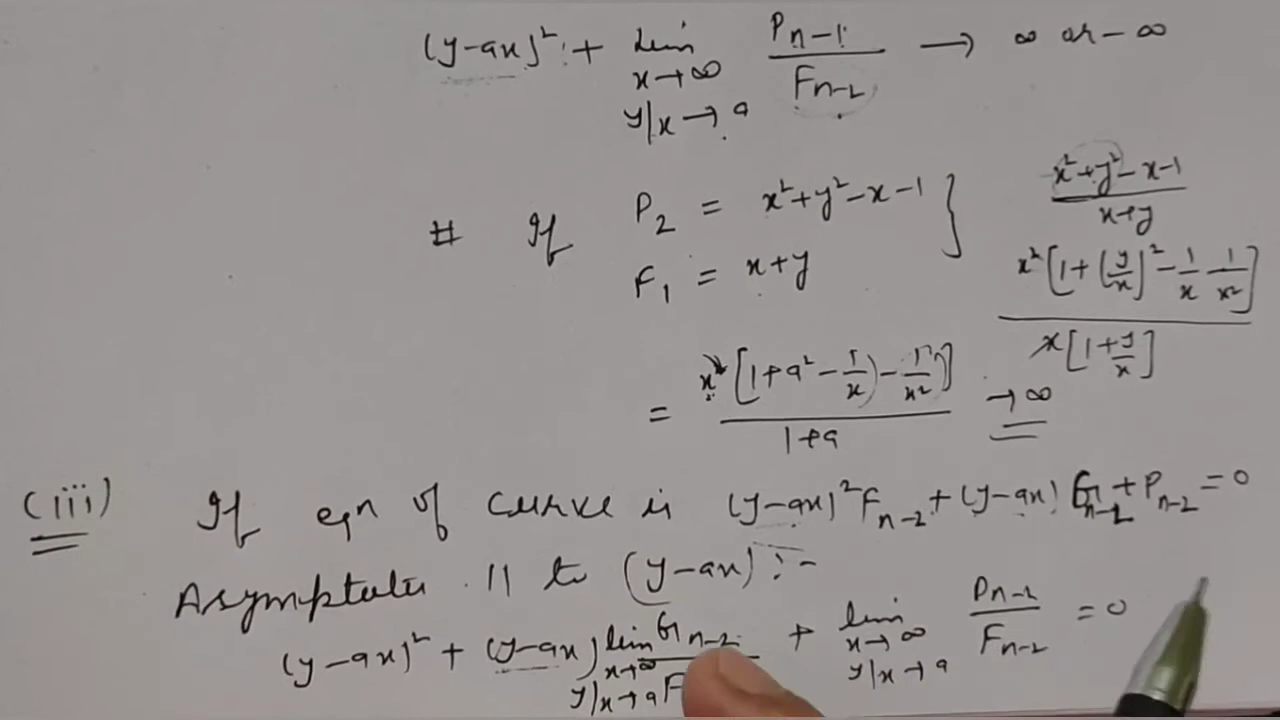 (y-ax)² + lim x→∞ y/x→a P_{n-1}/F_{n-2} → ∞ or -∞
# If P₂ = x²+y²-x-1 }
F₁ = x+y
(x²+y²-x-1)/(x+y)
x²[1+(y/x)²-1/x-1/x²] / x[1+y/x]
= x[1+a²-1/x)-1/x²] / 1+a → ∞
(iii) If eqn of curve is (y-ax)²F_{n-2}+(y-ax)G_{n-2}+P_{n-2}=0
Asymptotes || to (y-ax) :-
(y-ax)² + (y-ax) lim x→∞ y/x→a G_{n-2}/F + lim x→∞ y/x→a P_{n-2}/F_{n-2} = 0